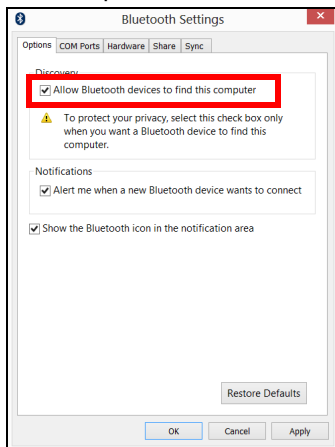 Bluetooth Settings
Options COM Ports Hardware Share Sync
Discovery
Allow Bluetooth devices to find this computer
To protect your privacy, select this check box only
when you want a Bluetooth device to find this
computer.
Notifications
Alert me when a new Bluetooth device wants to connect
Show the Bluetooth icon in the notification area
Restore Defaults
OK Cancel Apply